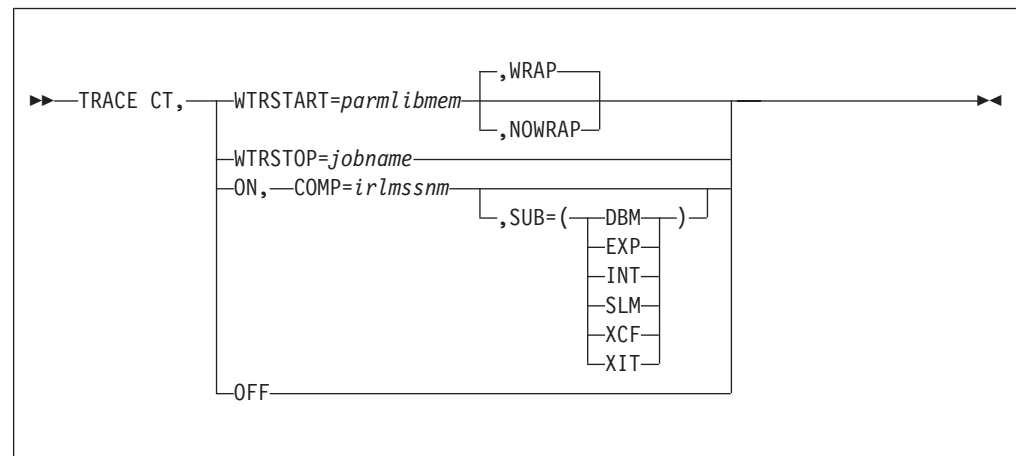 ,WRAP
TRACE CT, WTRSTART=parmlibmem
,NOWRAP
WTRSTOP=jobname
ON, COMP=irlmssnm
,SUB=( DBM )
EXP
INT
SLM
XCF
XIT
OFF